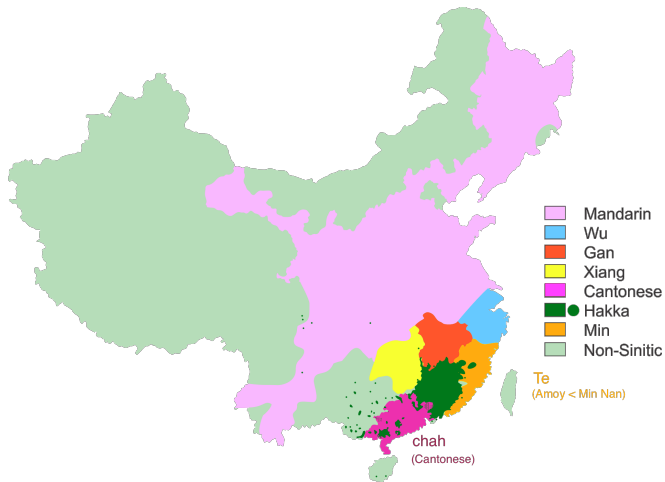 Mandarin
Wu
Gan
Xiang
Cantonese
Hakka
Min
Non-Sinitic
Te
(Amoy < Min Nan)
chah
(Cantonese)